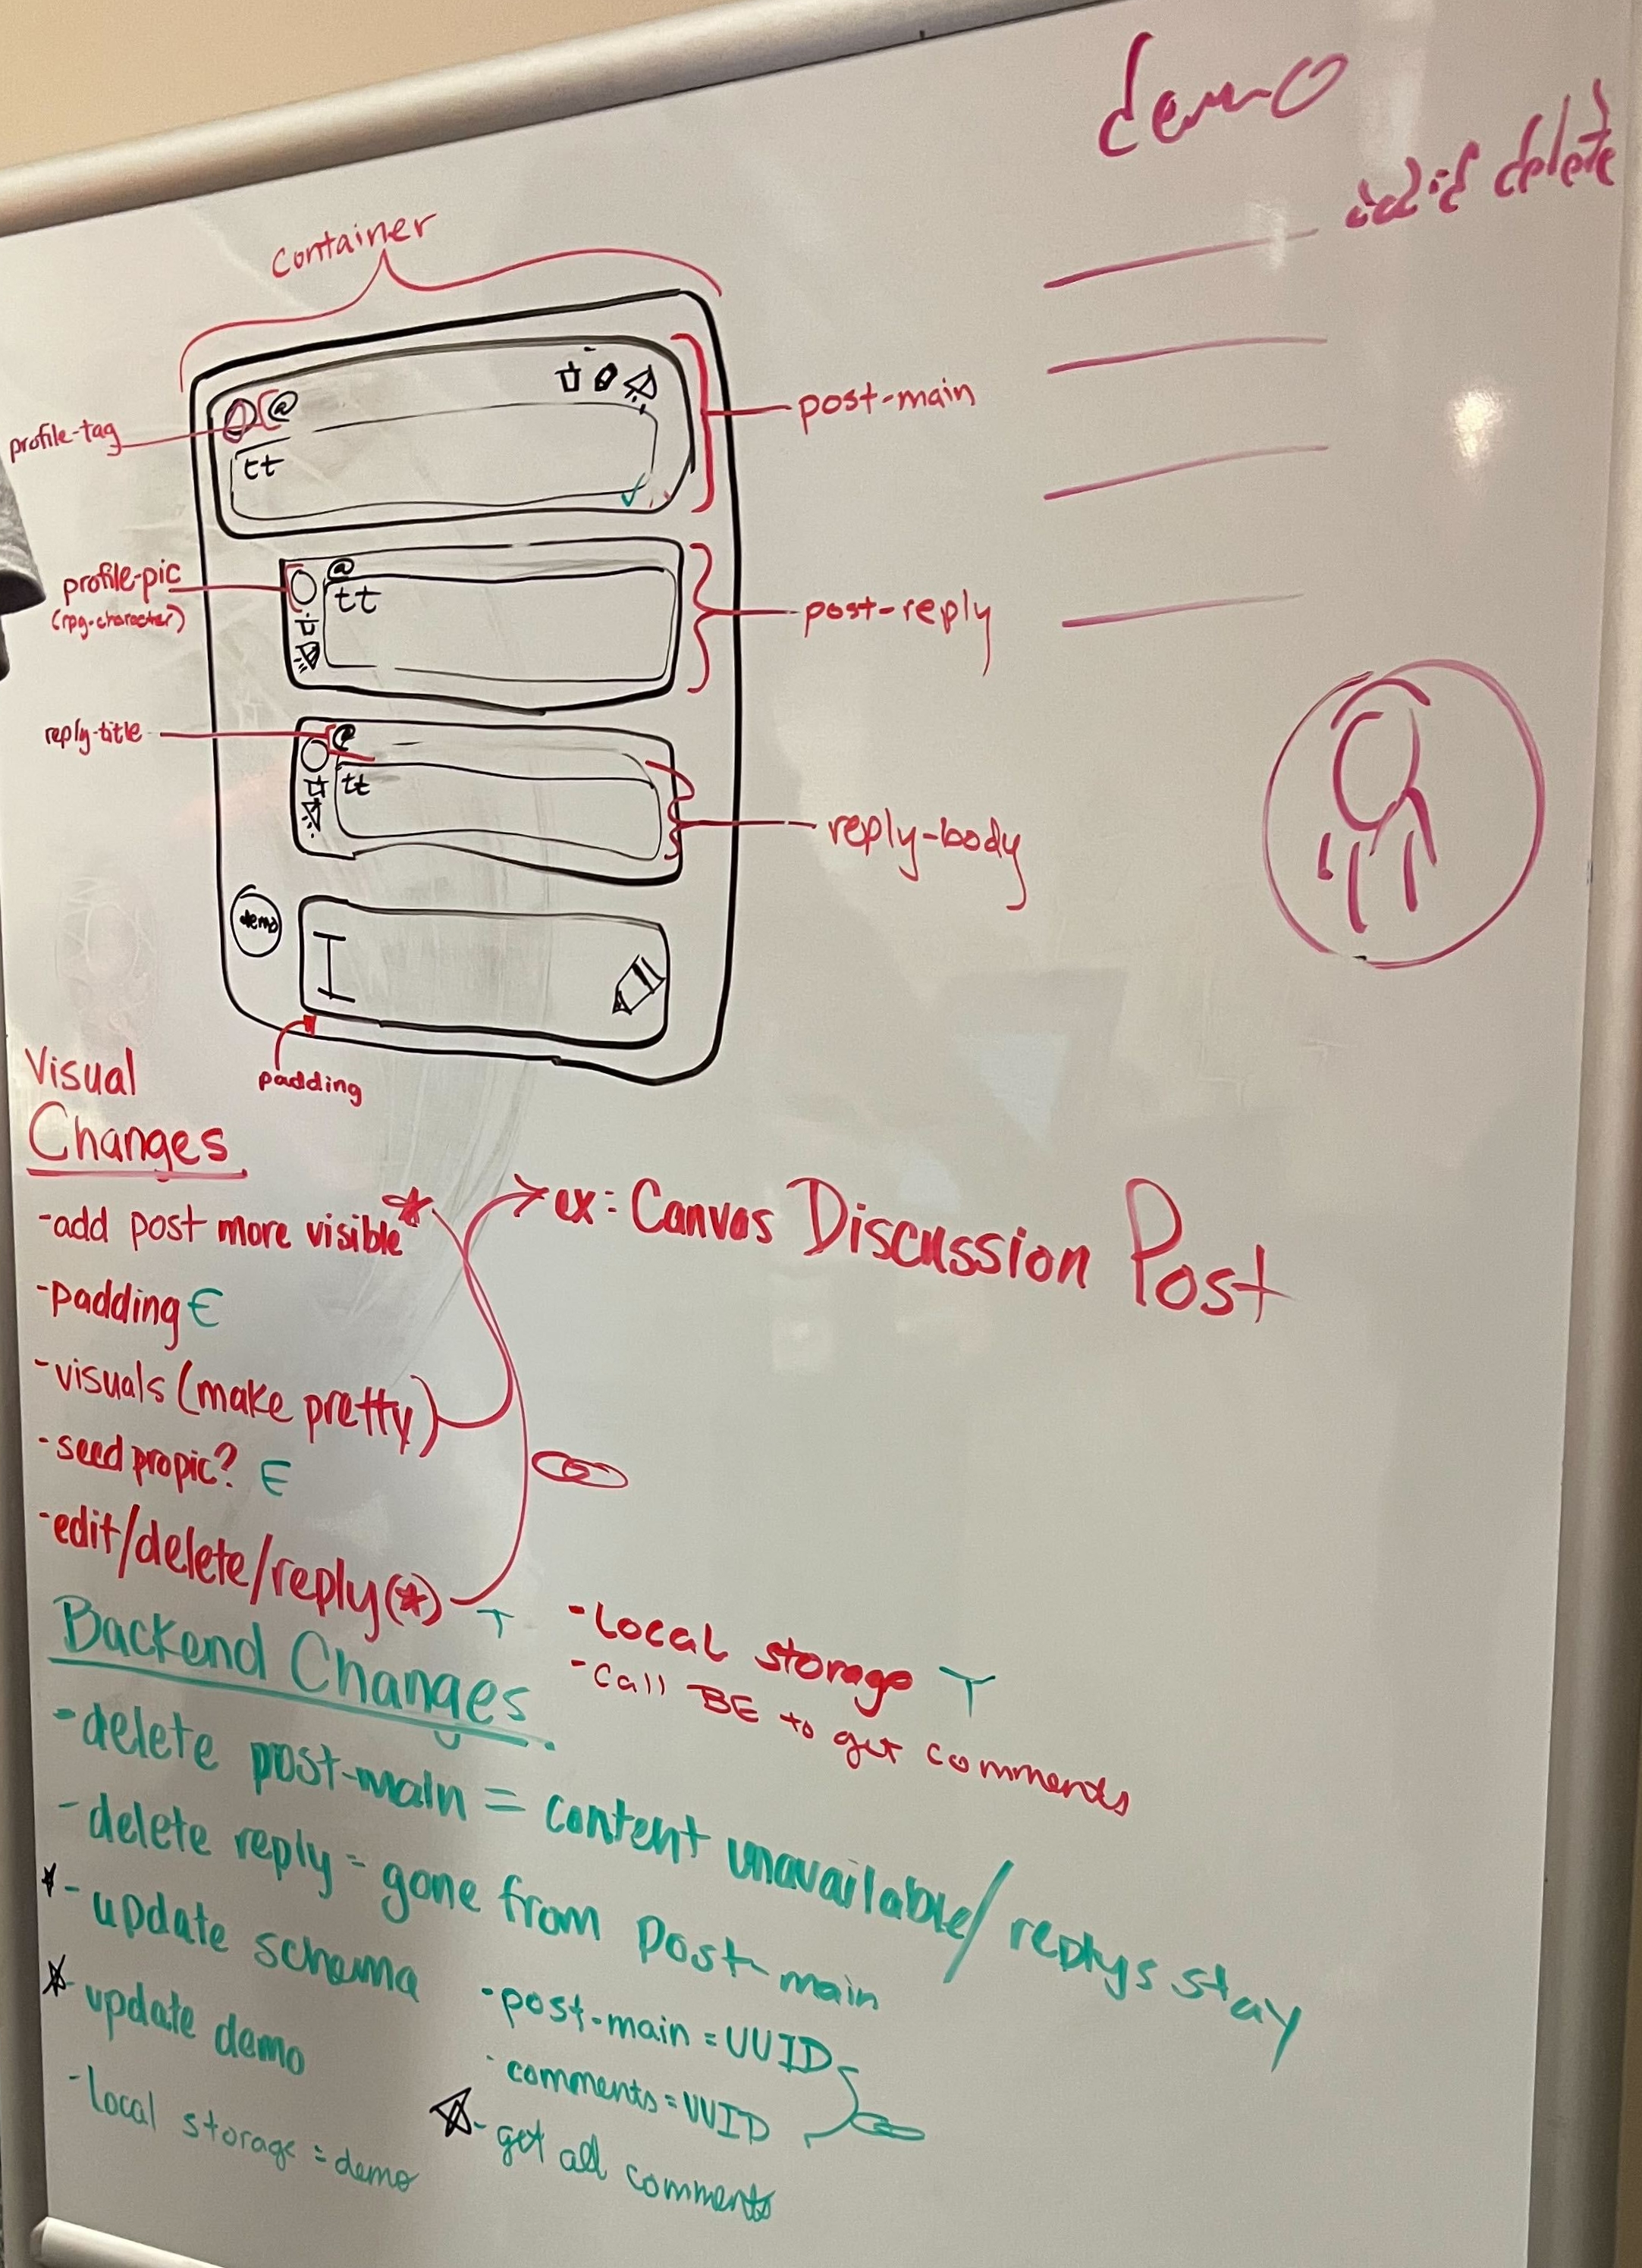 demo
delete
container
@
profile-tag
tt
post-main
@
profile-pic
(rpg-character)
tt
post-reply
@
reply-title
tt
reply-body
demo
padding
Visual
Changes
-add post more visible*
ex: Canvas Discussion Post
-padding E
-visuals (make pretty)
-seed propic? E
-edit/delete/reply(*) T
-Local storage T
-Call BE to get comments
Backend Changes
-delete post-main = content unavailable/replys stay
-delete reply = gone from post-main
*-update schema
* update demo
-Local storage = demo
-post-main = UUID
-comments = UUID
*-get all comments